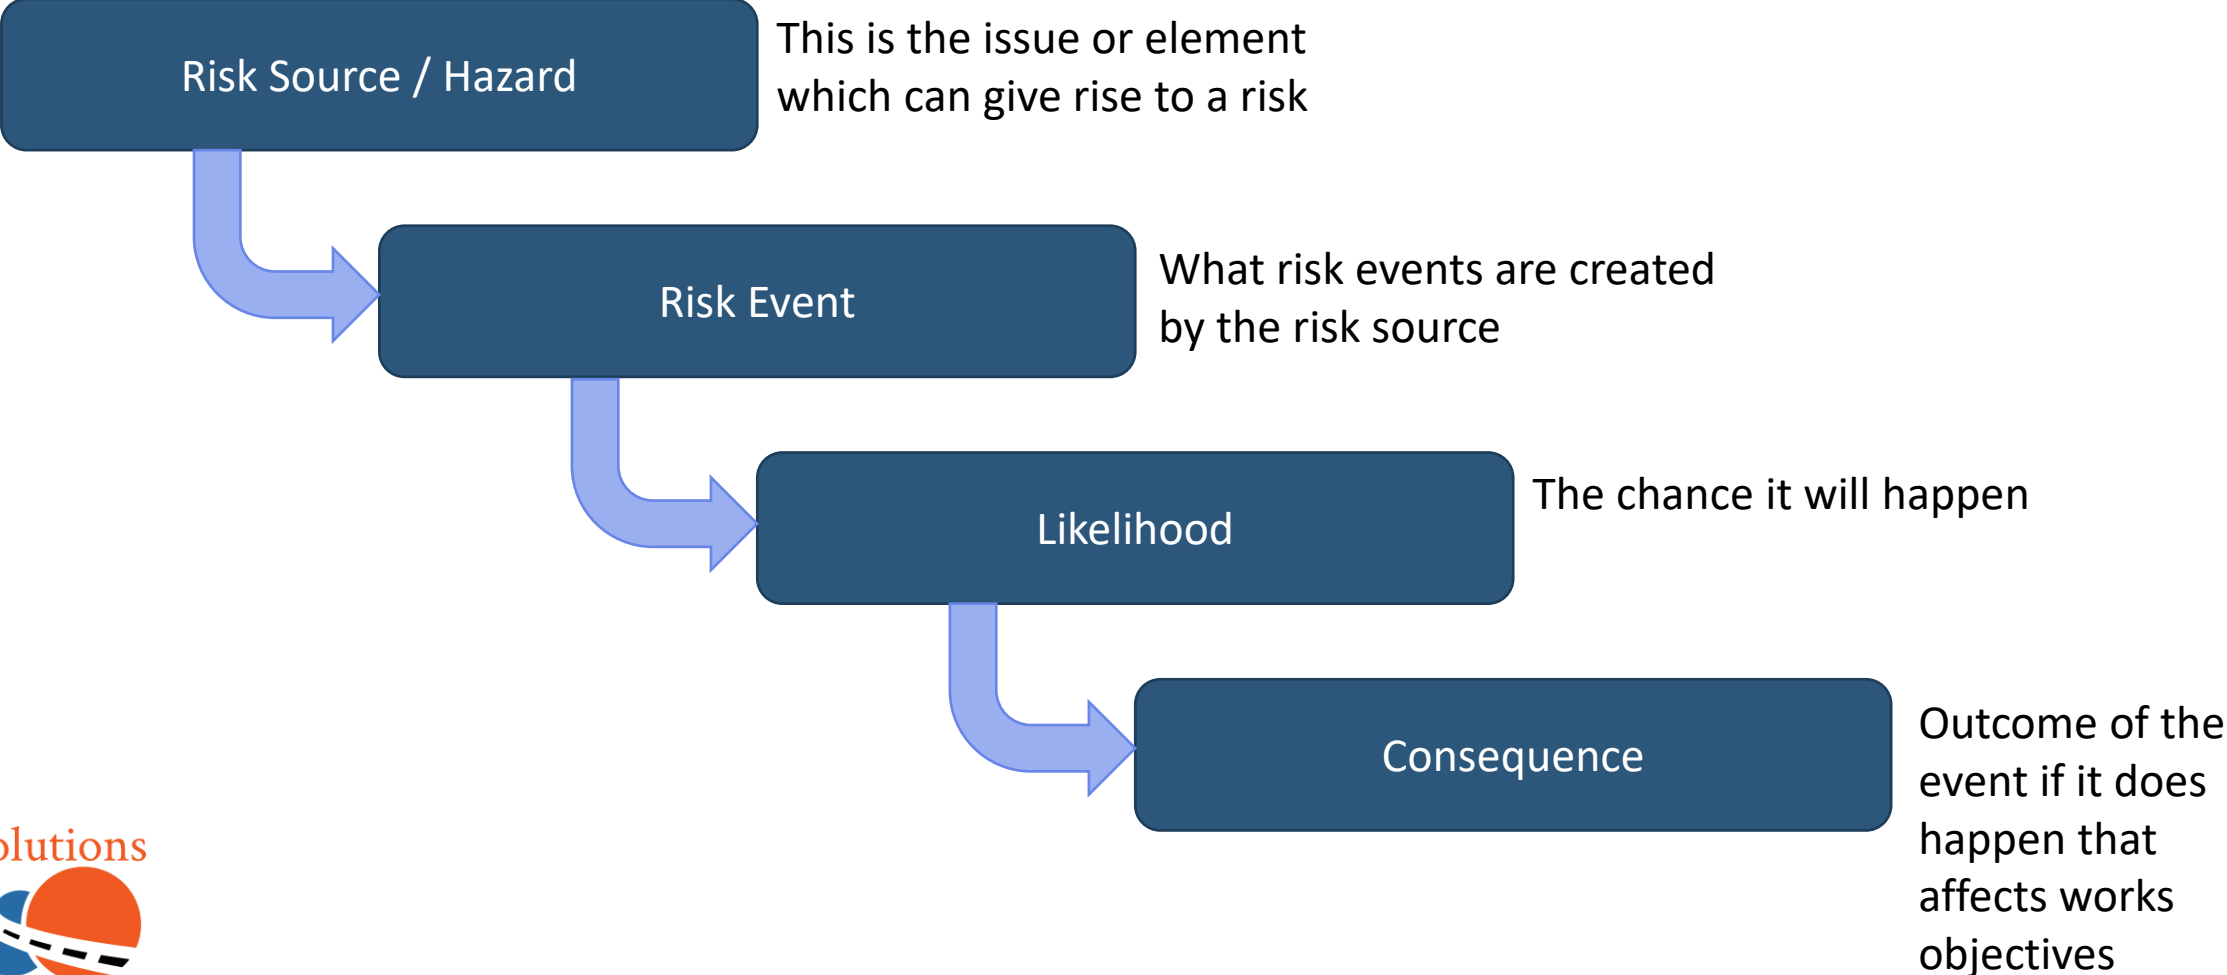 Risk Source / Hazard
This is the issue or element
which can give rise to a risk
Risk Event
What risk events are created
by the risk source
Likelihood
The chance it will happen
Consequence
Outcome of the
event if it does
happen that
affects works
objectives
olutions